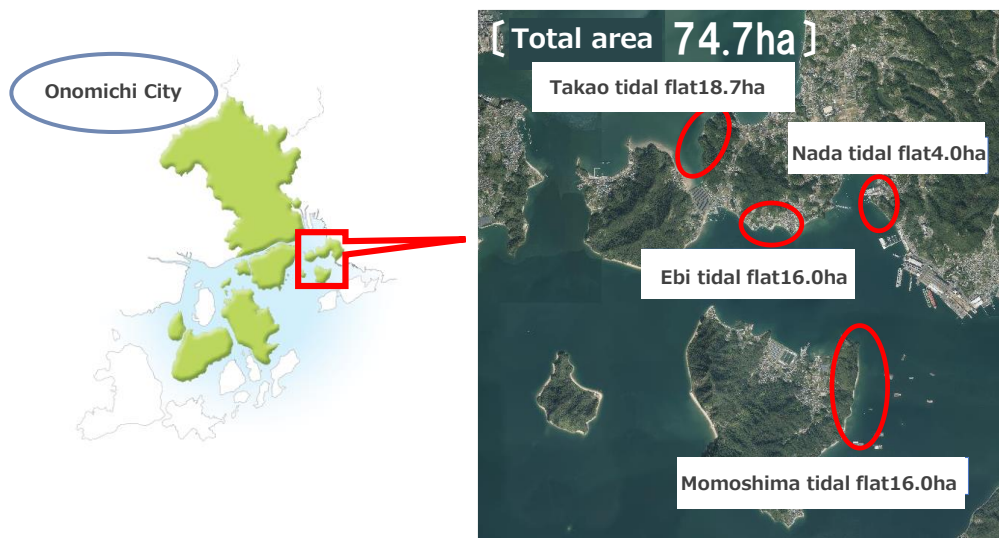 Onomichi City
[Total area 74.7ha]
Takao tidal flat18.7ha
Nada tidal flat4.0ha
Ebi tidal flat16.0ha
Momoshima tidal flat16.0ha